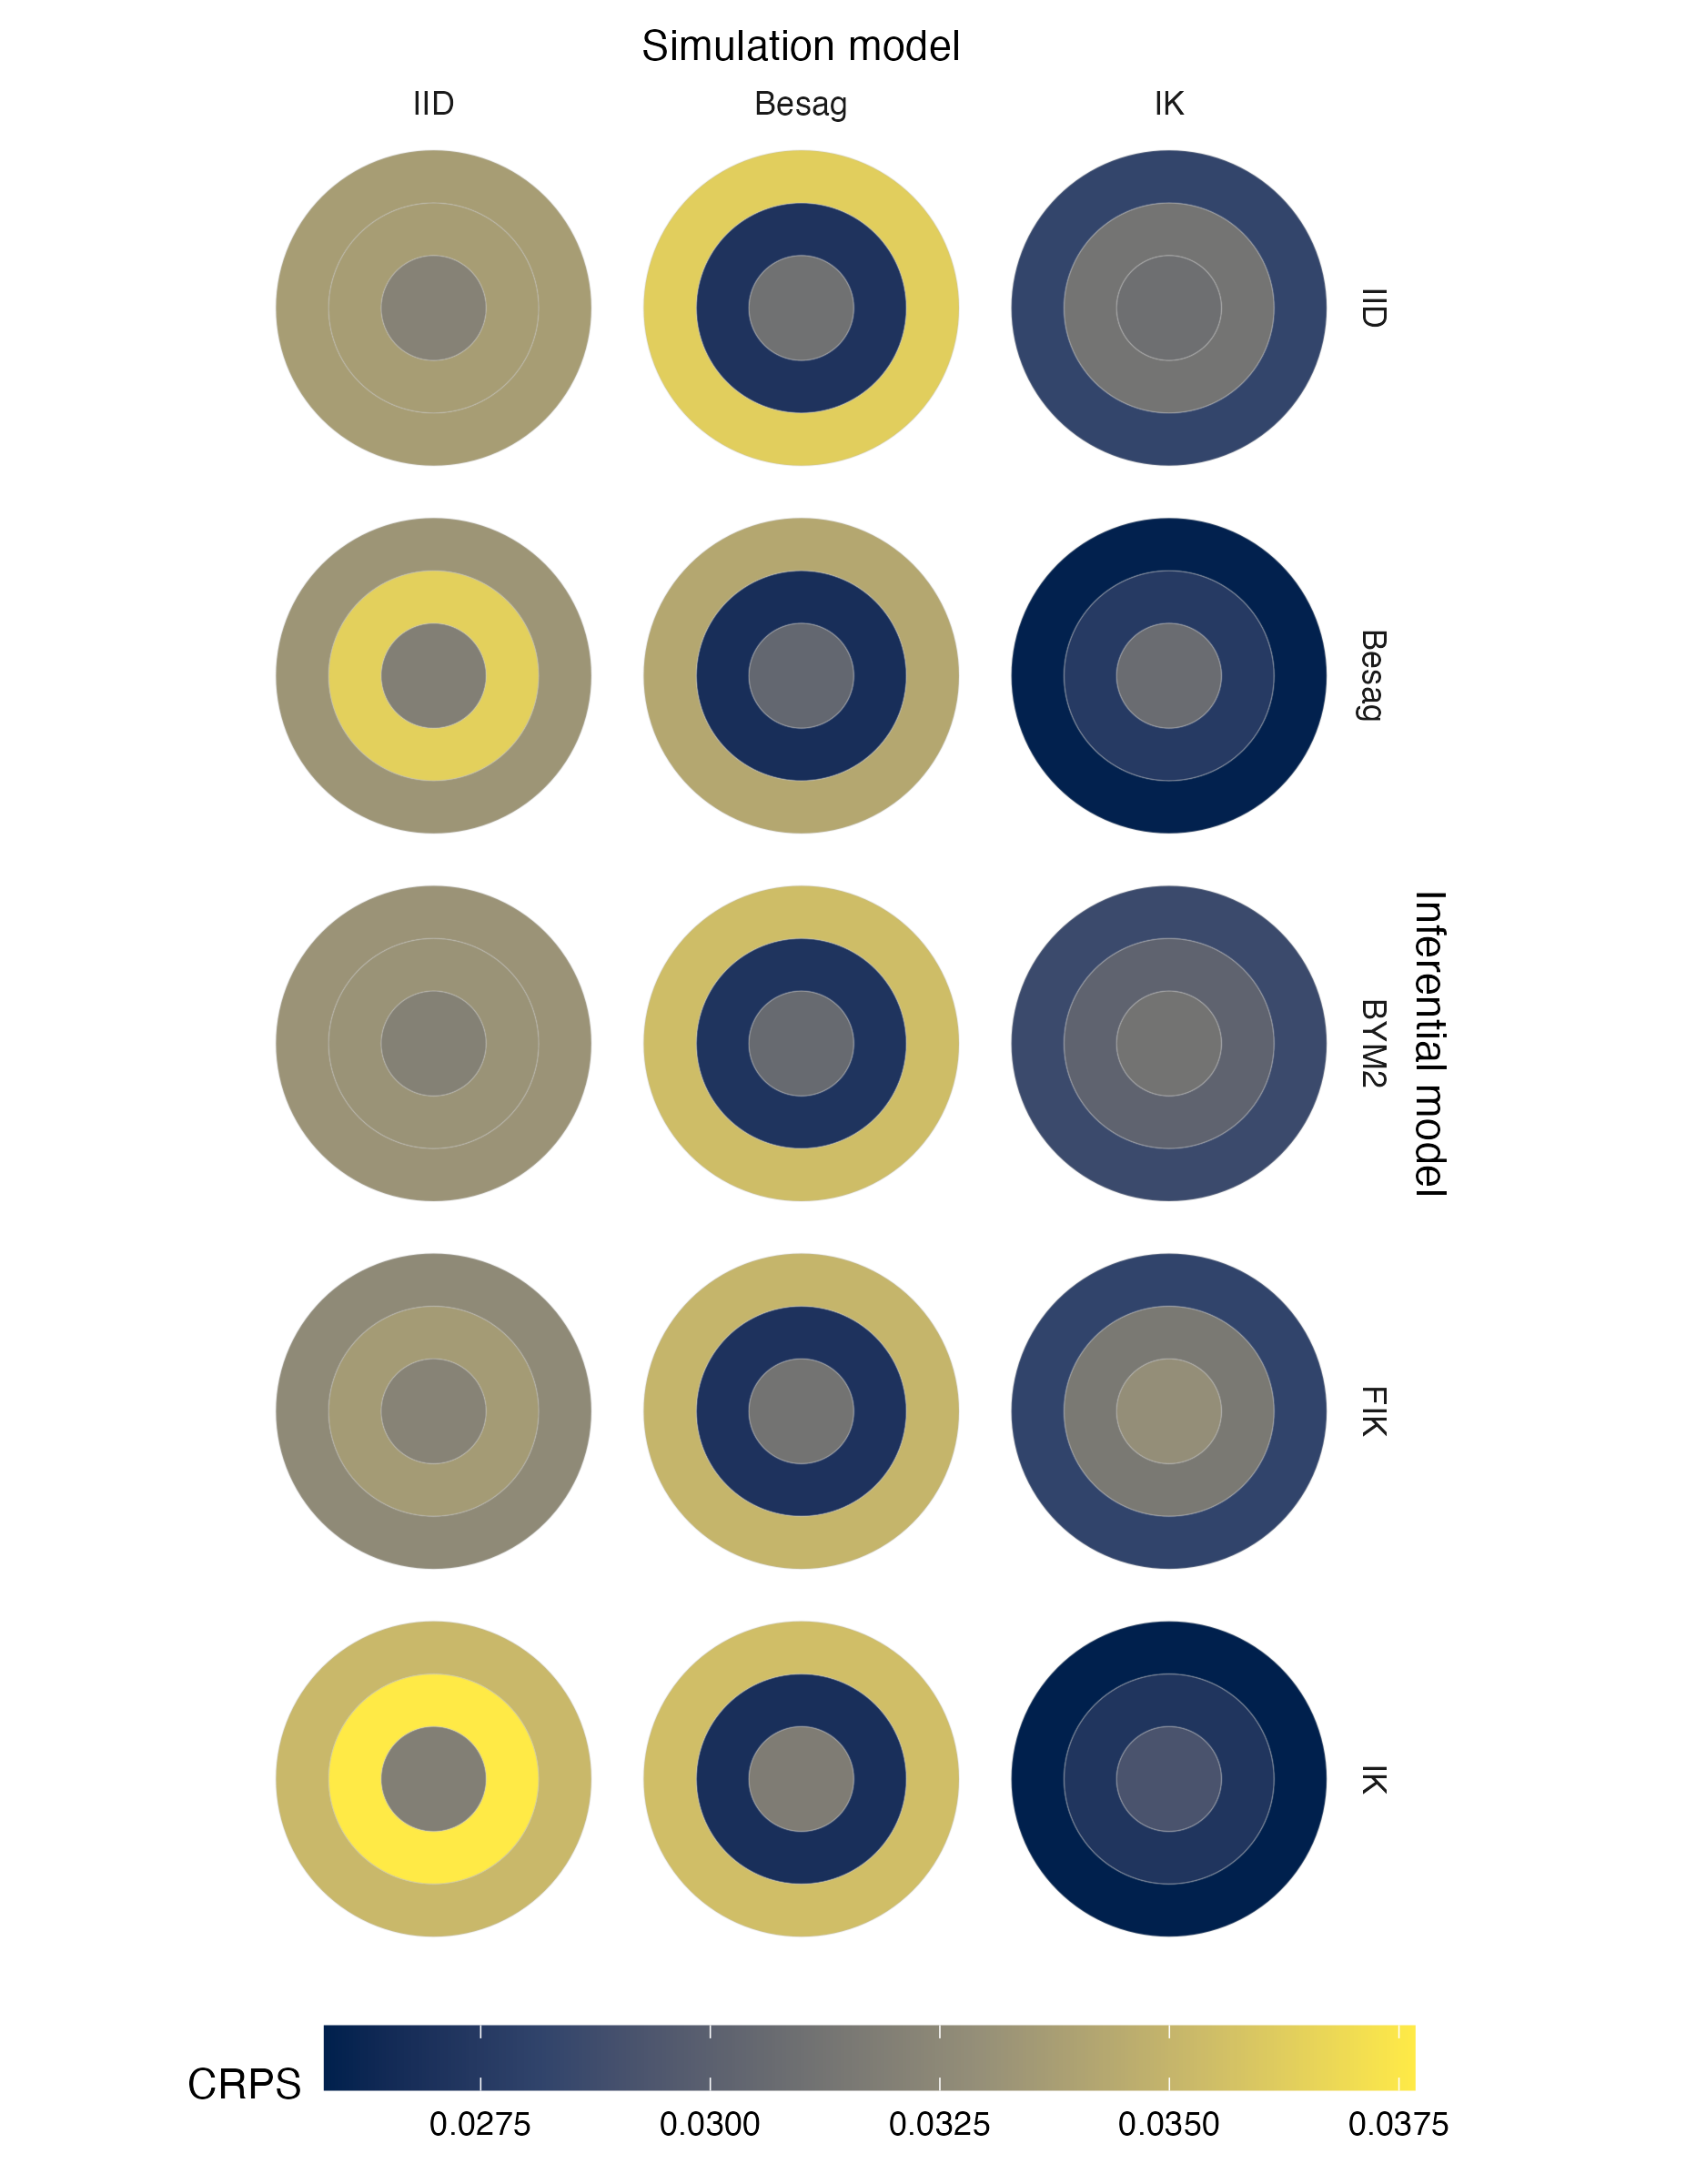 Simulation model
IID Besag IK
IID
Besag
BYM2
FIK
IK
Inferential model
CRPS
0.0275 0.0300 0.0325 0.0350 0.0375